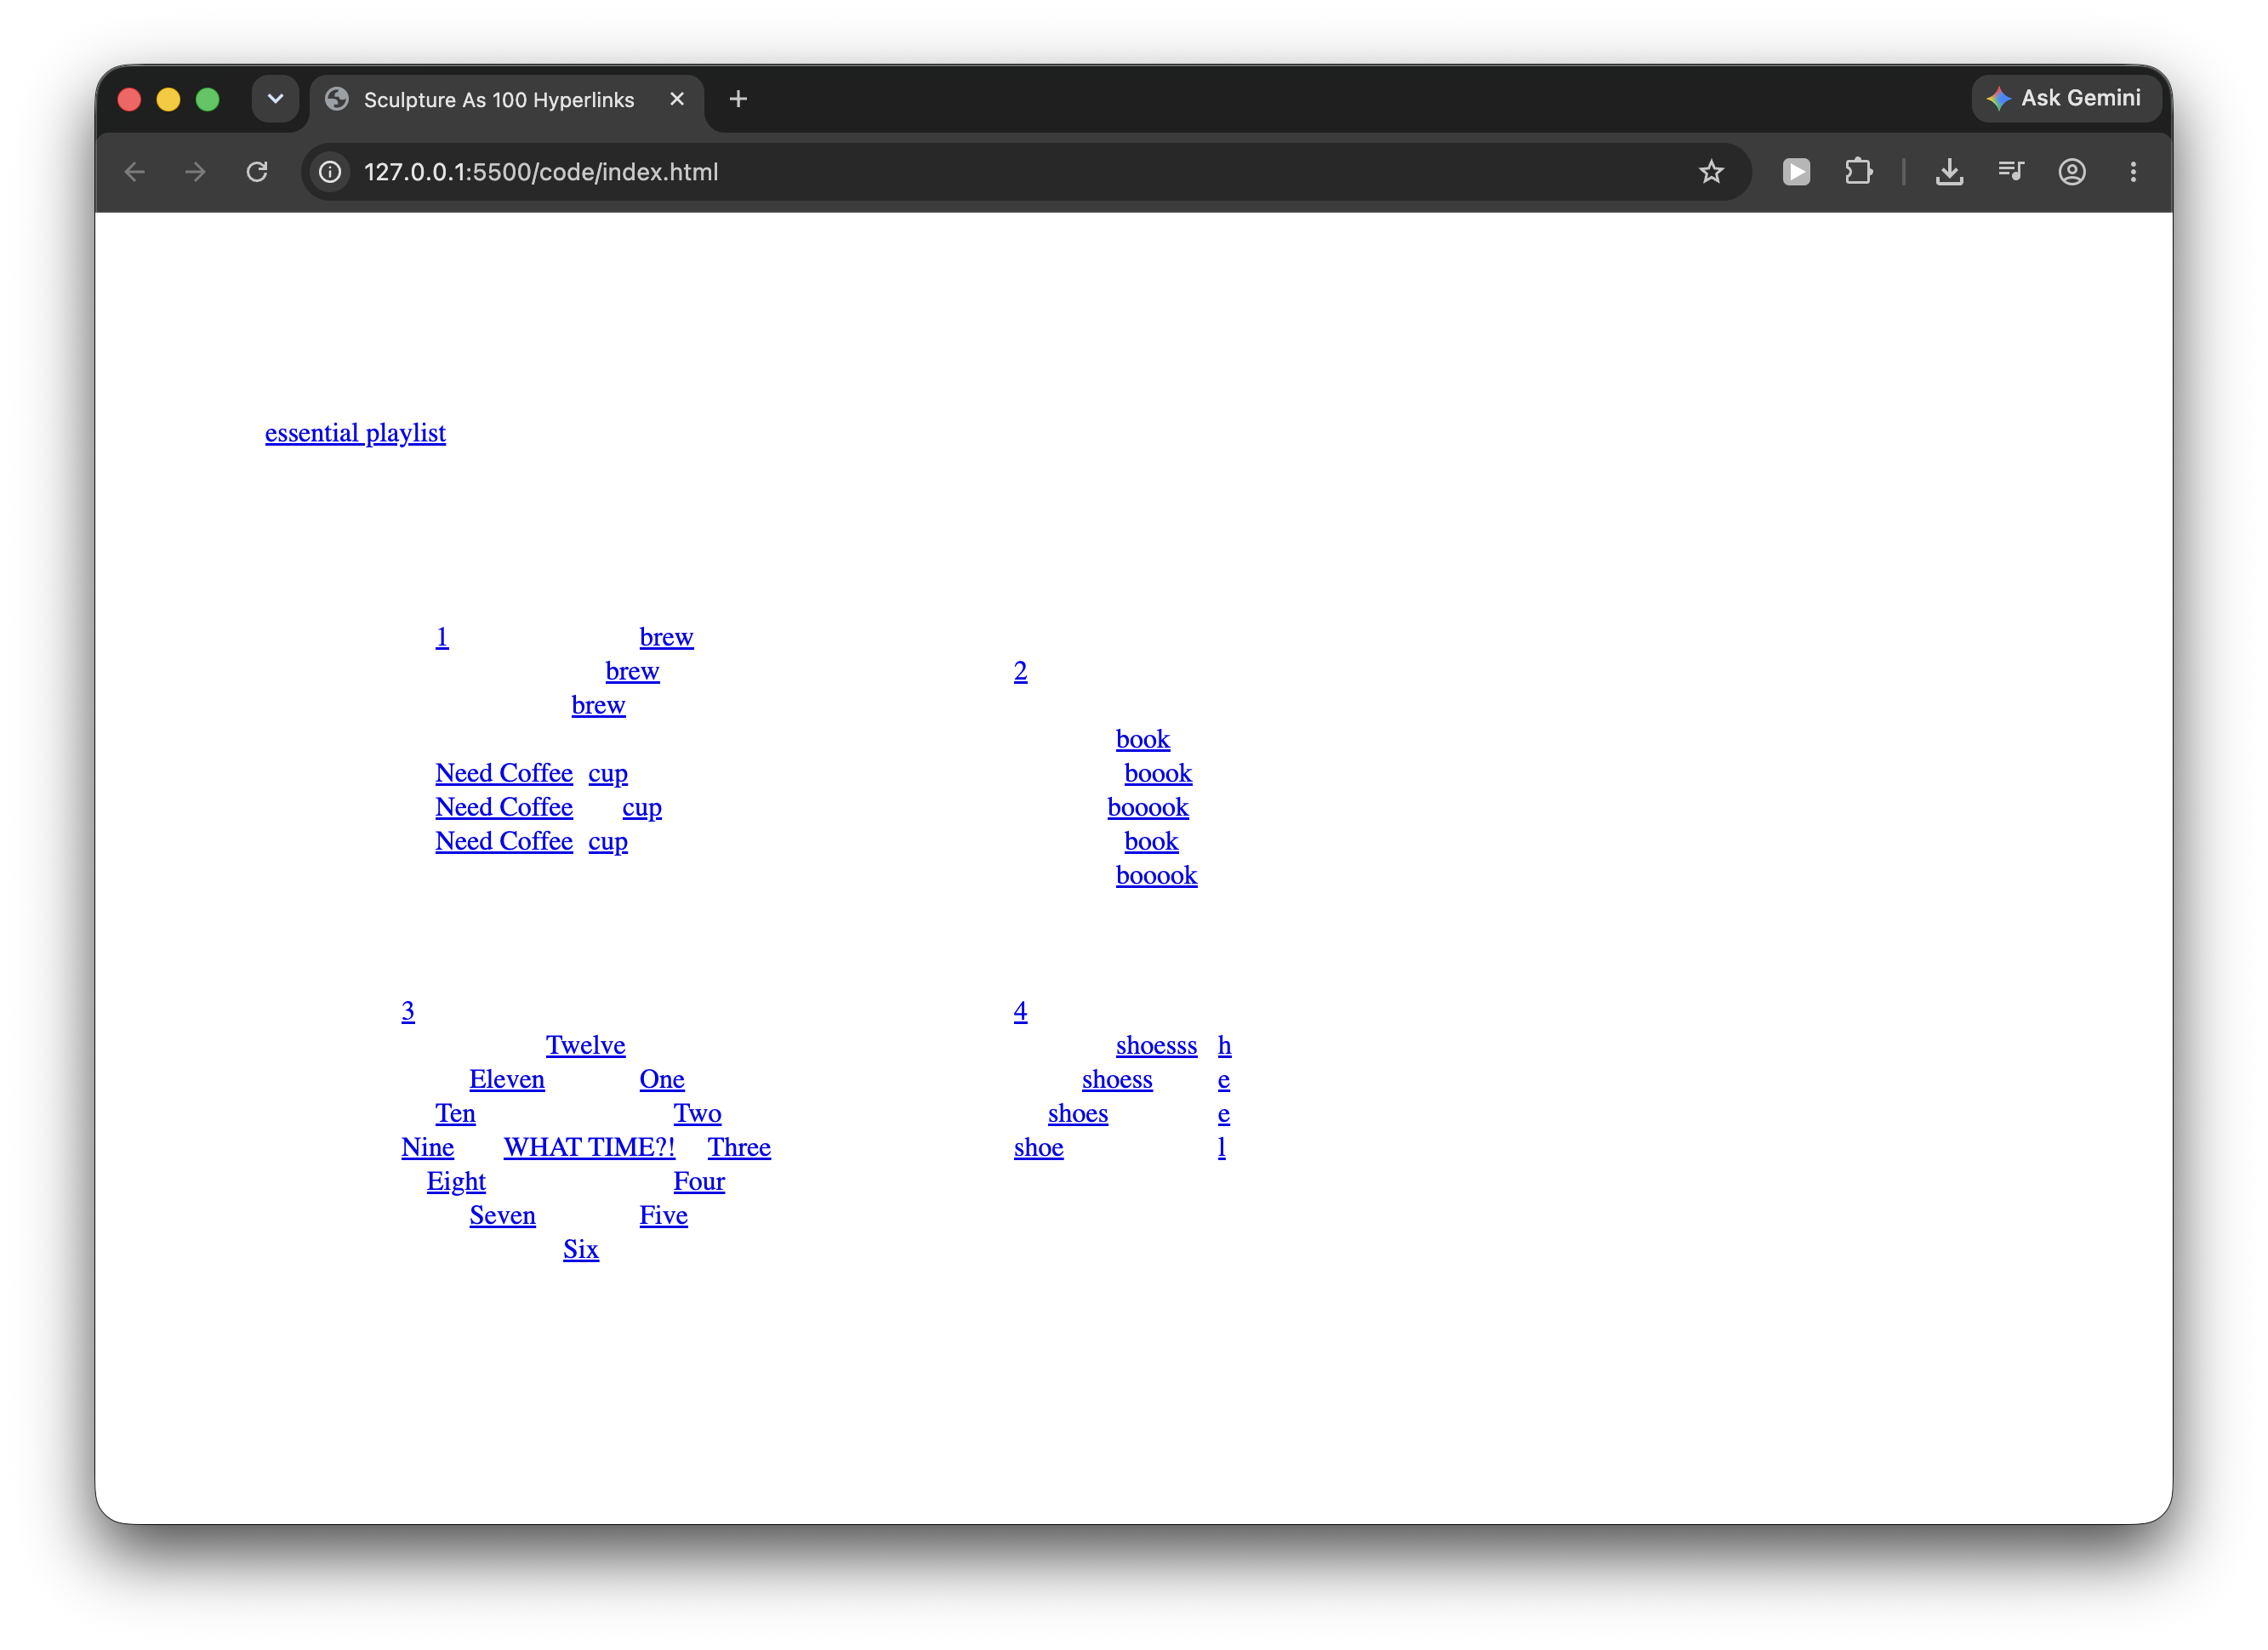 Sculpture As 100 Hyperlinks
Ask Gemini
127.0.0.1:5500/code/index.html
essential playlist
1 brew
brew 2
brew
book
Need Coffee cup boook
Need Coffee cup booook
Need Coffee cup book
booook
3 4
Twelve shoesss h
Eleven One shoess e
Ten Two shoes e
Nine WHAT TIME?! Three shoe l
Eight Four
Seven Five
Six